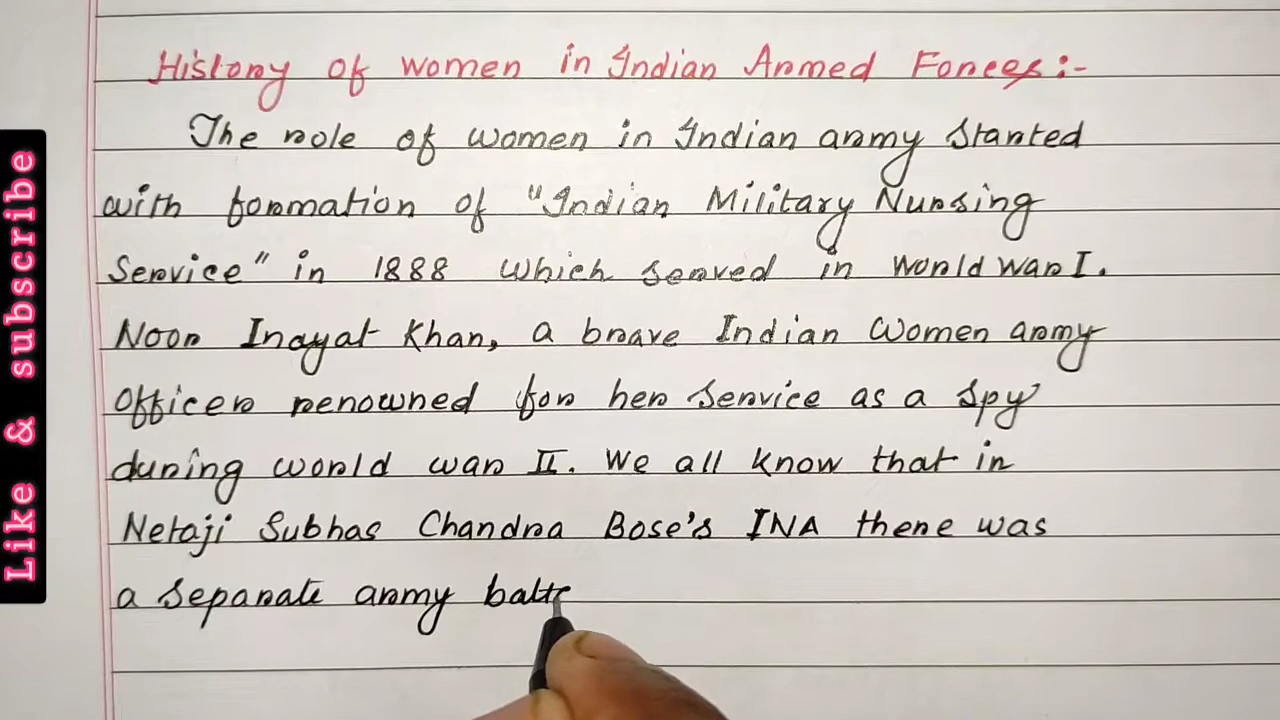 History of women in Indian Armed Forces:-
The role of women in Indian army started
with formation of "Indian Military Nursing
Service" in 1888 which served in World War I.
Noor Inayat Khan, a brave Indian Women army
Officer renowned for her service as a spy
during world war II. We all know that in
Netaji Subhas Chandra Bose's INA there was
a separate army
Like & subscribe